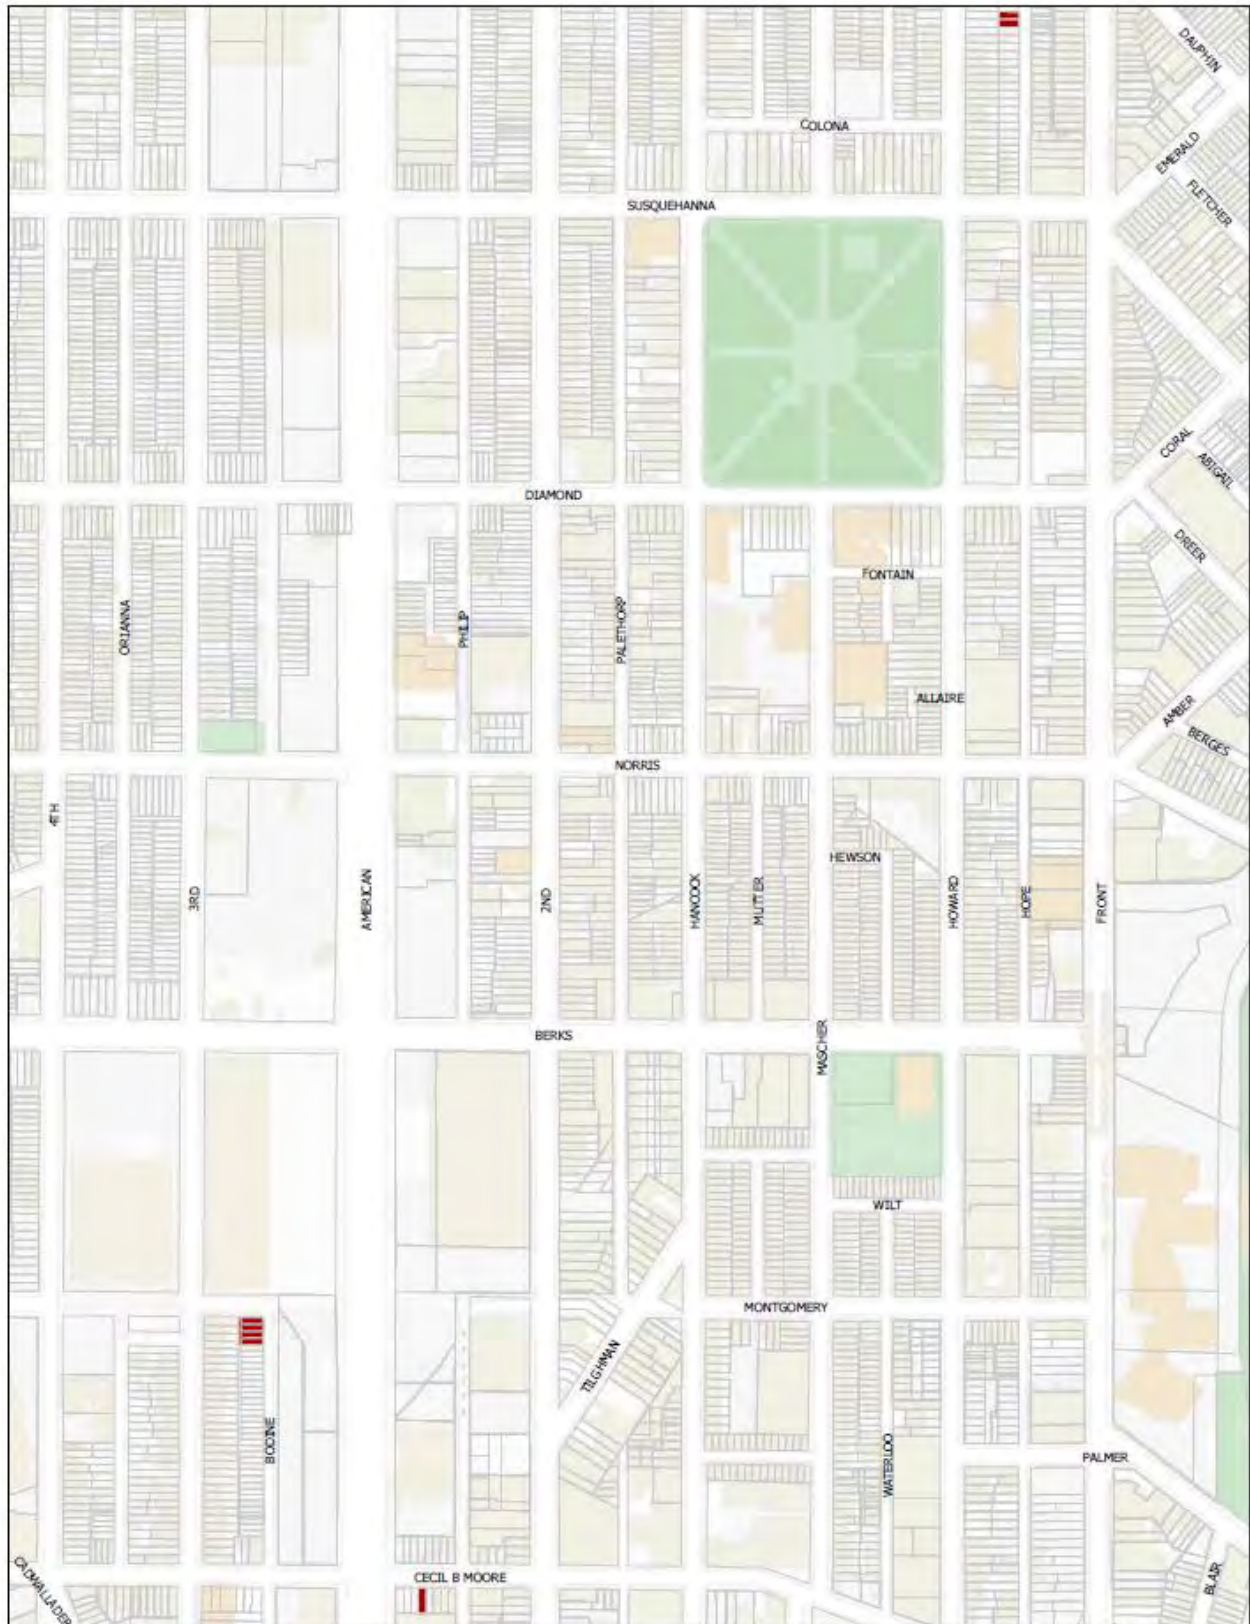 DAUPHIN
COLONA
EMERALD
FLETCHER
SUSQUEHANNA
CORAL
ABIGAIL
DIAMOND
DREER
FONTAIN
ORIANNA
PHILIP
PALETHORP
ALLAIRE
AMBER
BERGES
NORRIS
4TH
HEWSON
3RD
AMERICAN
2ND
HANCOCK
MUTTER
HOWARD
HOPE
FRONT
BERKS
MASCHER
WILT
MONTGOMERY
TILGHMAN
BODINE
WATERLOO
PALMER
CECIL B MOORE
CADWALLADER
BLAIR